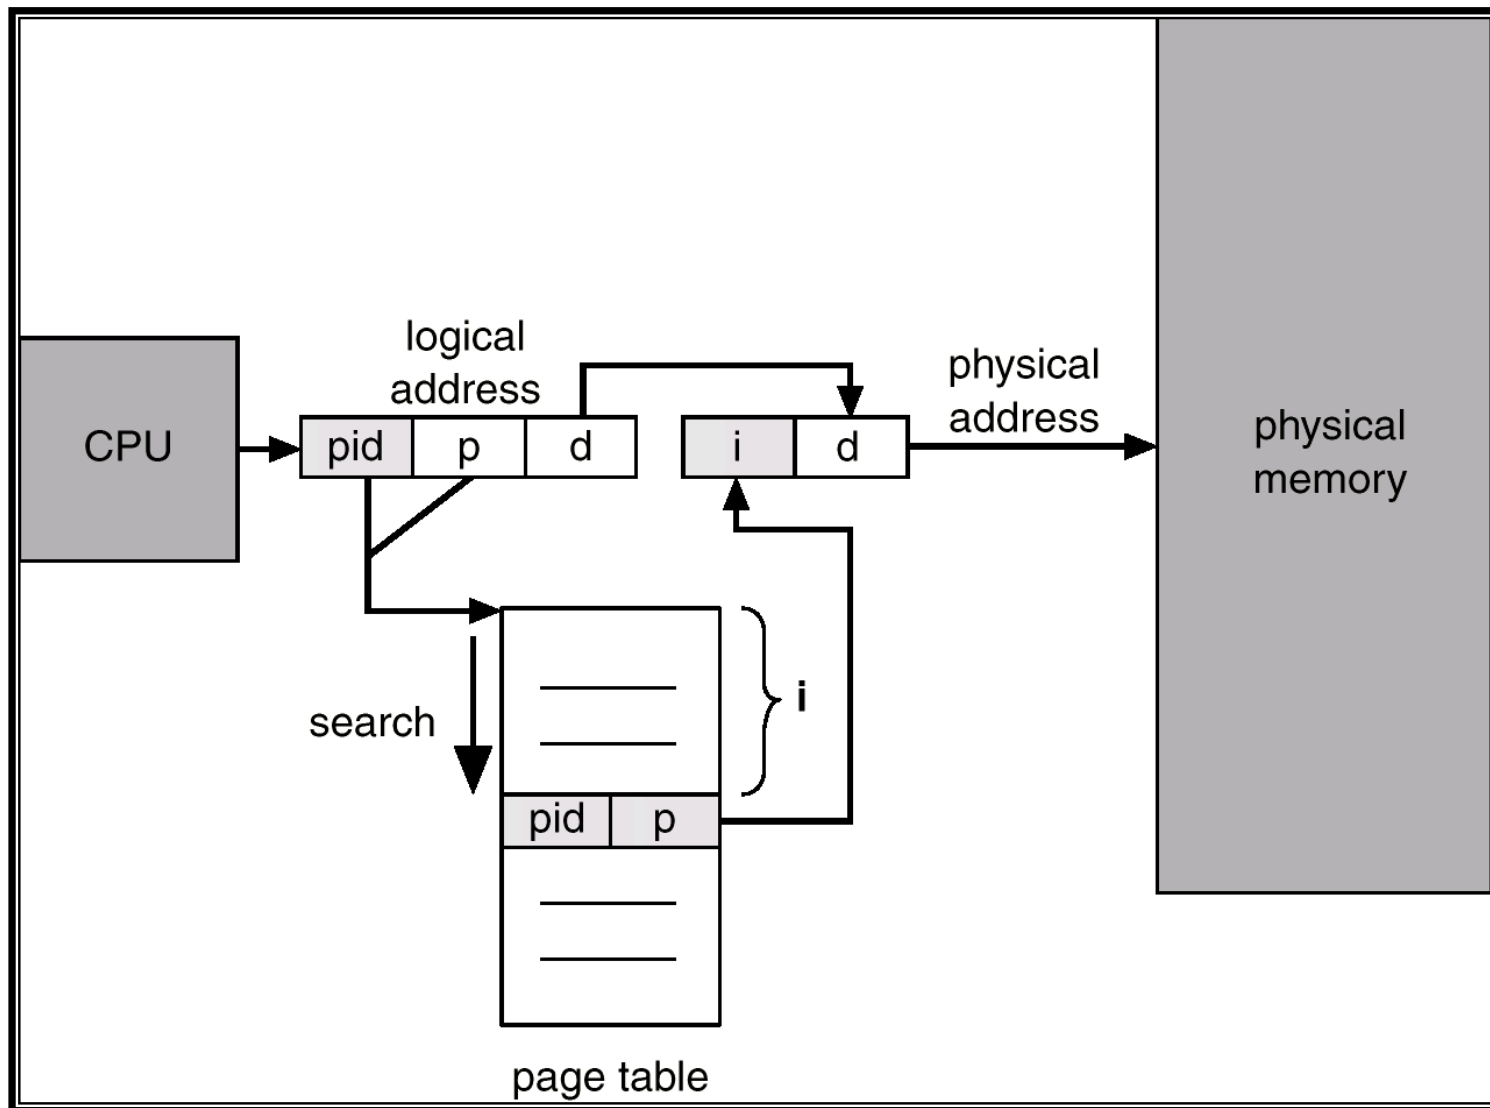 logical
address
physical
address
CPU
pid
p
d
i
d
physical
memory
search
i
pid
p
page table